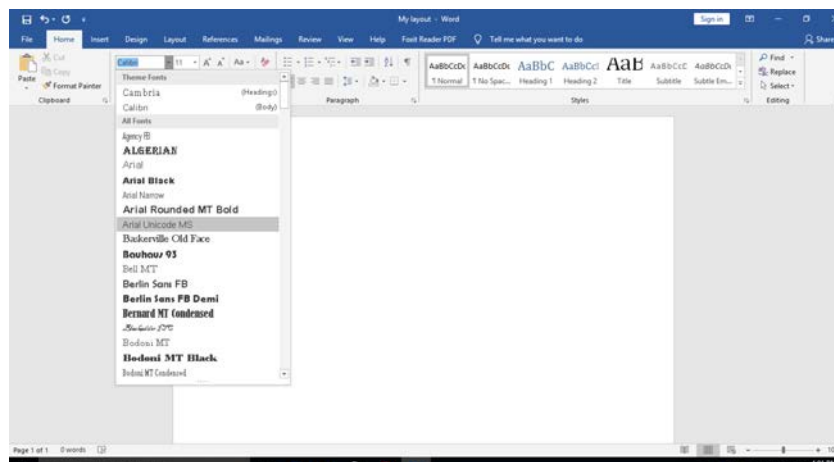 My layout - Word
Sign in
File Home Insert Design Layout References Mailings Review View Help Foxit Reader PDF Tell me what you want to do Share
Cut
Copy
Paste
Format Painter
Clipboard
Calibri 11
Paragraph
AaBbCcDc AaBbCcDc AaBbC AaBbCcI AaB AaBbCcC AaBbCcDi
¶ Normal ¶ No Spac... Heading 1 Heading 2 Title Subtitle Subtle Em...
Styles
Find
Replace
Select
Editing
Theme Fonts
Cambria (Headings)
Calibri (Body)
All Fonts
Agency FB
ALGERIAN
Arial
Arial Black
Arial Narrow
Arial Rounded MT Bold
Arial Unicode MS
Baskerville Old Face
Bauhaus 93
Bell MT
Berlin Sans FB
Berlin Sans FB Demi
Bernard MT Condensed
Blackadder ITC
Bodoni MT
Bodoni MT Black
Bodoni MT Condensed
Page 1 of 1 0 words